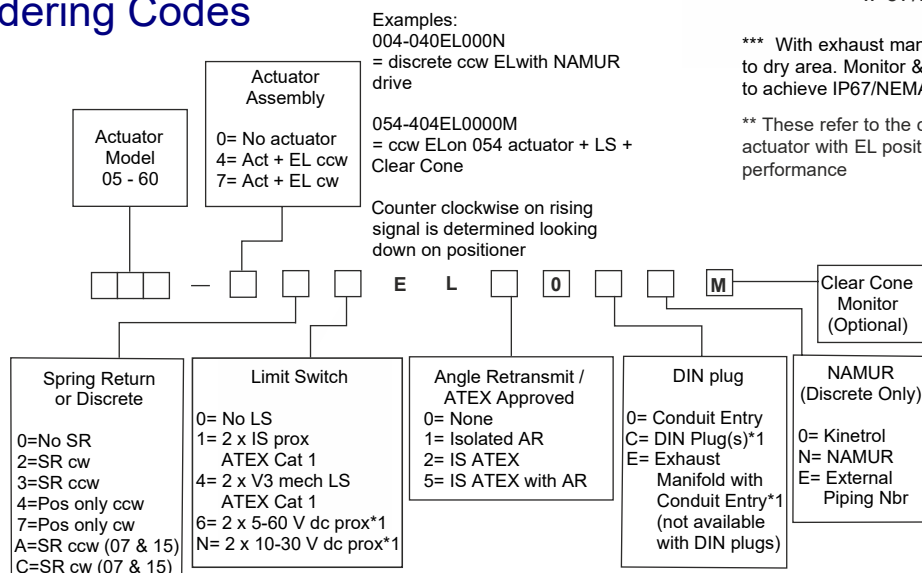 dering Codes
Examples:
004-040EL000N
= discrete ccw ELwith NAMUR
drive
054-404EL0000M
= ccw ELon 054 actuator + LS +
Clear Cone
Counter clockwise on rising
signal is determined looking
down on positioner
*** With exhaust man
to dry area. Monitor &
to achieve IP67/NEMA
** These refer to the c
actuator with EL posit
performance
Actuator
Model
05 - 60
Actuator
Assembly
0= No actuator
4= Act + EL ccw
7= Act + EL cw
— E L 0 M
Clear Cone
Monitor
(Optional)
Spring Return
or Discrete
0=No SR
2=SR cw
3=SR ccw
4=Pos only ccw
7=Pos only cw
A=SR ccw (07 & 15)
C=SR cw (07 & 15)
Limit Switch
0= No LS
1= 2 x IS prox
ATEX Cat 1
4= 2 x V3 mech LS
ATEX Cat 1
6= 2 x 5-60 V dc prox*1
N= 2 x 10-30 V dc prox*1
Angle Retransmit /
ATEX Approved
0= None
1= Isolated AR
2= IS ATEX
5= IS ATEX with AR
DIN plug
0= Conduit Entry
C= DIN Plug(s)*1
E= Exhaust
Manifold with
Conduit Entry*1
(not available
with DIN plugs)
NAMUR
(Discrete Only)
0= Kinetrol
N= NAMUR
E= External
Piping Nbr